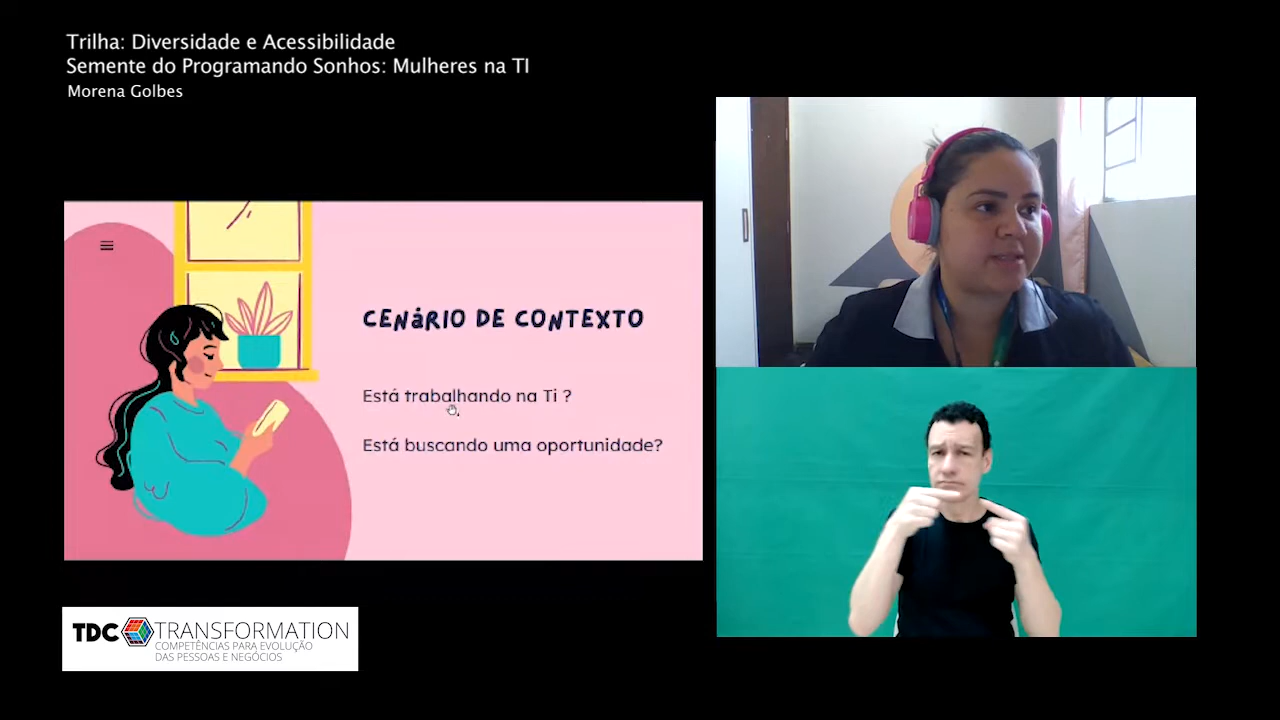 Trilha: Diversidade e Acessibilidade
Semente do Programando Sonhos: Mulheres na TI
Morena Golbes
CENÁRIO DE CONTEXTO
Está trabalhando na Ti ?
Está buscando uma oportunidade?
TDC TRANSFORMATION
COMPETÊNCIAS PARA EVOLUÇÃO
DAS PESSOAS E NEGÓCIOS